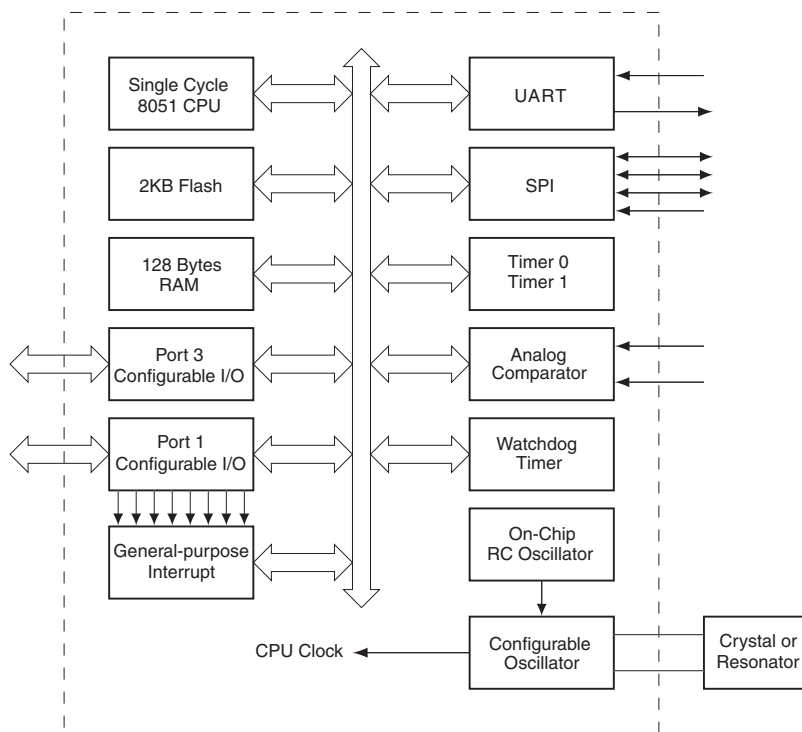 Single Cycle
8051 CPU
UART
2KB Flash
SPI
128 Bytes
RAM
Timer 0
Timer 1
Port 3
Configurable I/O
Analog
Comparator
Port 1
Configurable I/O
Watchdog
Timer
General-purpose
Interrupt
On-Chip
RC Oscillator
CPU Clock
Configurable
Oscillator
Crystal or
Resonator